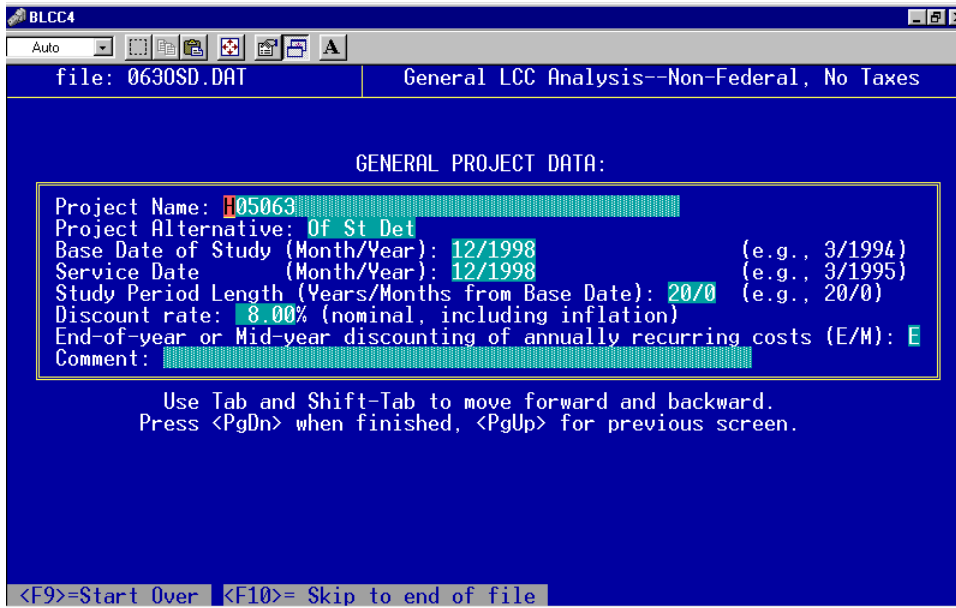 BLCC4
Auto
A
file: 063OSD.DAT General LCC Analysis--Non-Federal, No Taxes
GENERAL PROJECT DATA:
Project Name: H05063
Project Alternative: Of St Det
Base Date of Study (Month/Year): 12/1998 (e.g., 3/1994)
Service Date (Month/Year): 12/1998 (e.g., 3/1995)
Study Period Length (Years/Months from Base Date): 20/0 (e.g., 20/0)
Discount rate: 8.00% (nominal, including inflation)
End-of-year or Mid-year discounting of annually recurring costs (E/M): E
Comment:
Use Tab and Shift-Tab to move forward and backward.
Press <PgDn> when finished, <PgUp> for previous screen.
<F9>=Start Over <F10>= Skip to end of file